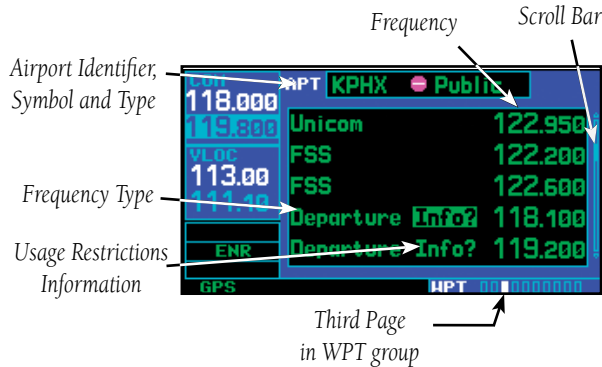 Frequency
Scroll Bar
Airport Identifier,
Symbol and Type
COM
118.000
119.800
VLOC
113.00
111.10
ENR
GPS
APT KPHX Public
Unicom 122.950
FSS 122.200
FSS 122.600
Departure Info? 118.100
Departure Info? 119.200
WPT
Frequency Type
Usage Restrictions
Information
Third Page
in WPT group